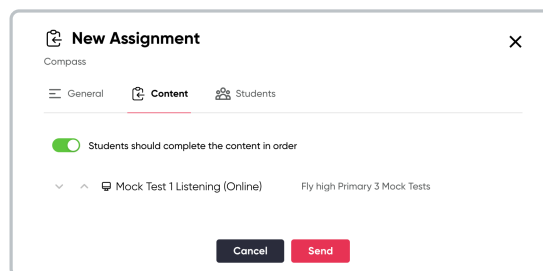 New Assignment
Compass
General Content Students
Students should complete the content in order
Mock Test 1 Listening (Online) Fly high Primary 3 Mock Tests
Cancel Send